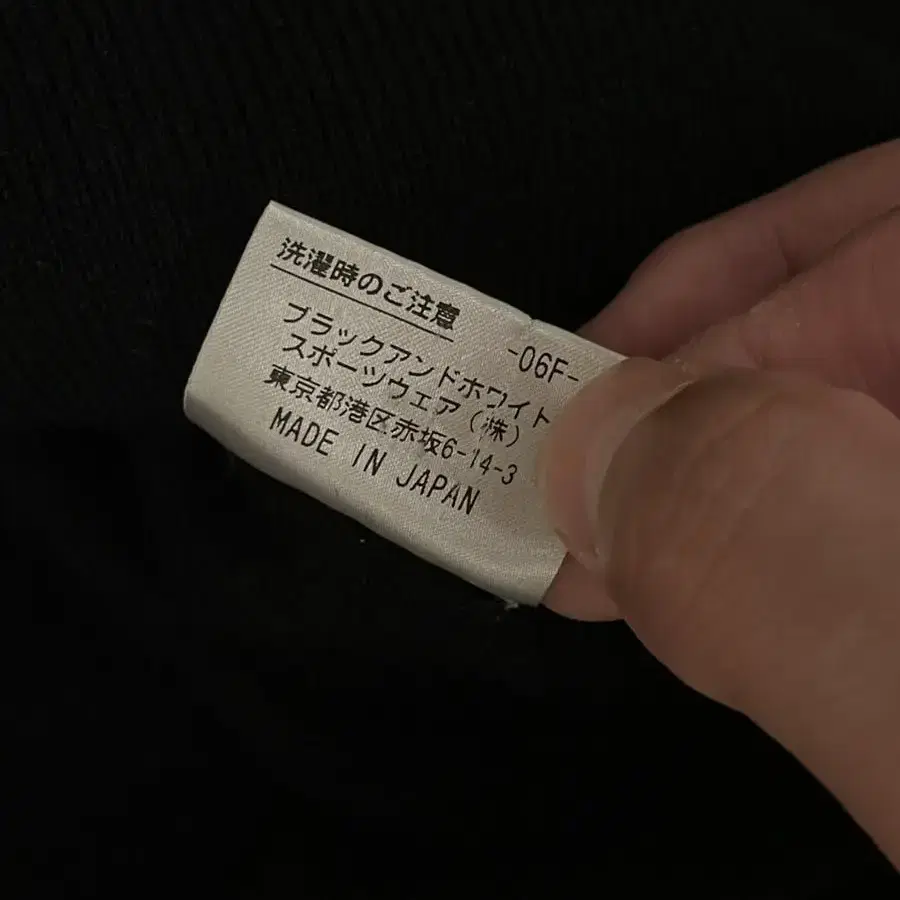 洗濯時のご注意
-06F-
ブラックアンドホワイト
スポーツウェア(株)
東京都港区赤坂6-14-3
MADE IN JAPAN